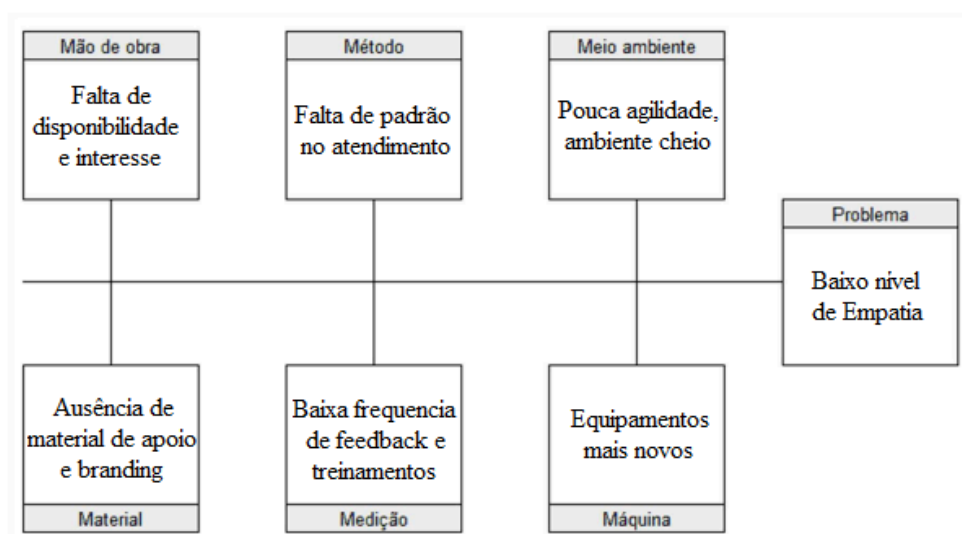 Mão de obra
Falta de
disponibilidade
e interesse
Método
Falta de padrão
no atendimento
Meio ambiente
Pouca agilidade,
ambiente cheio
Problema
Baixo nível
de Empatia
Ausência de
material de apoio
e branding
Material
Baixa frequencia
de feedback e
treinamentos
Medição
Equipamentos
mais novos
Máquina